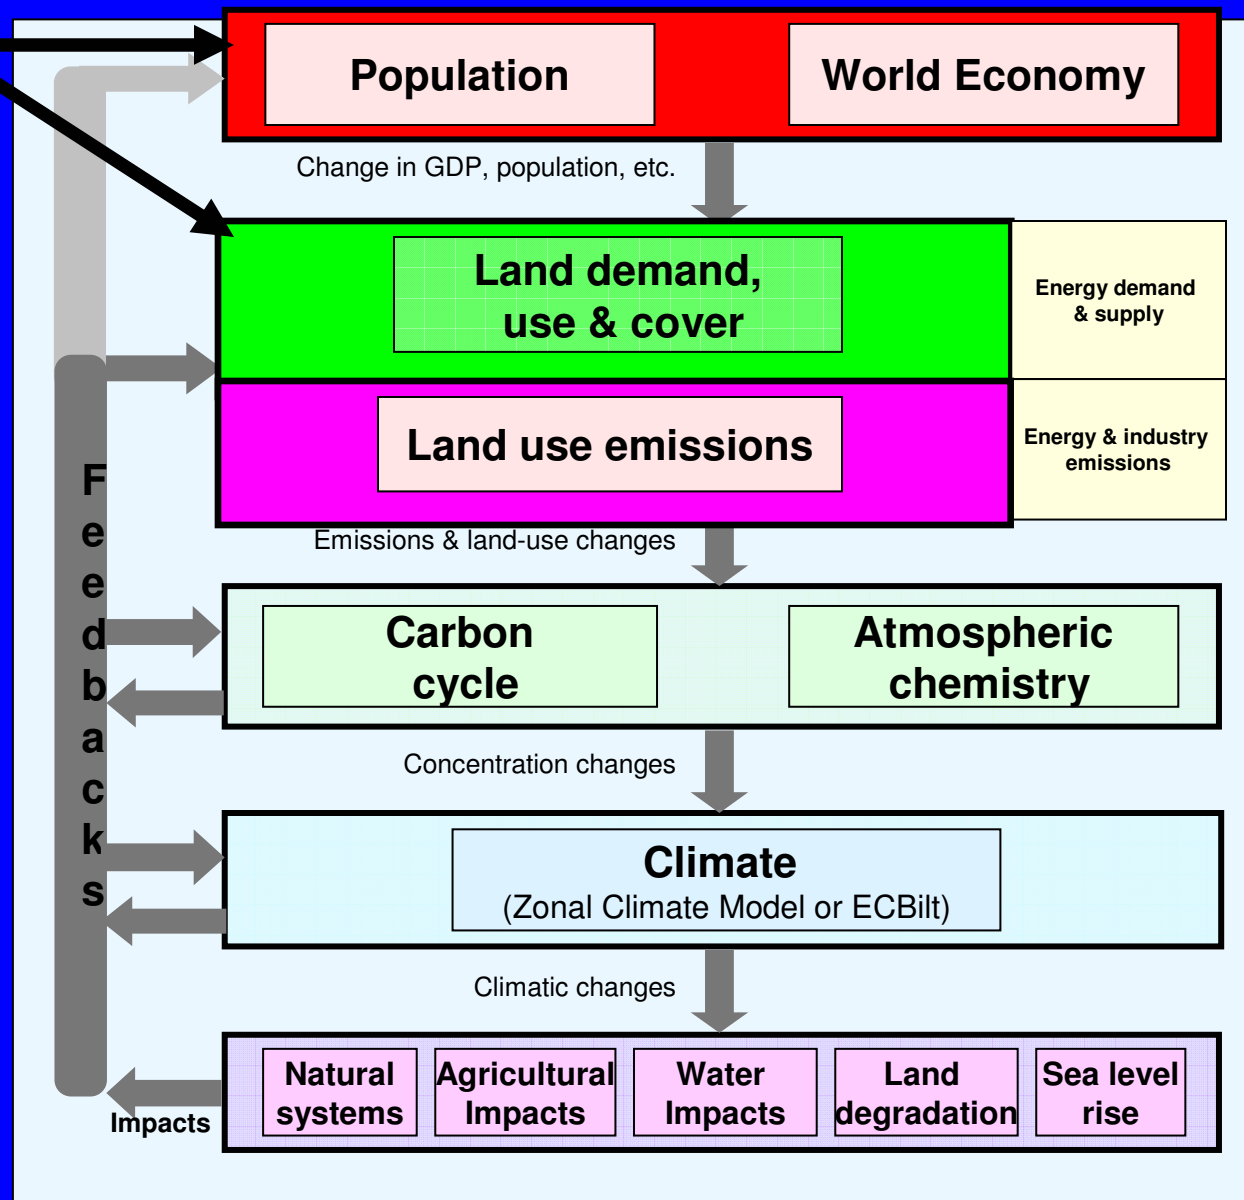 Population
World Economy
Change in GDP, population, etc.
Land demand,
use & cover
Energy demand
& supply
Land use emissions
Energy & industry
emissions
Emissions & land-use changes
Feedbacks
Carbon
cycle
Atmospheric
chemistry
Concentration changes
Climate
(Zonal Climate Model or ECBilt)
Climatic changes
Natural
systems
Agricultural
Impacts
Water
Impacts
Land
degradation
Sea level
rise
Impacts